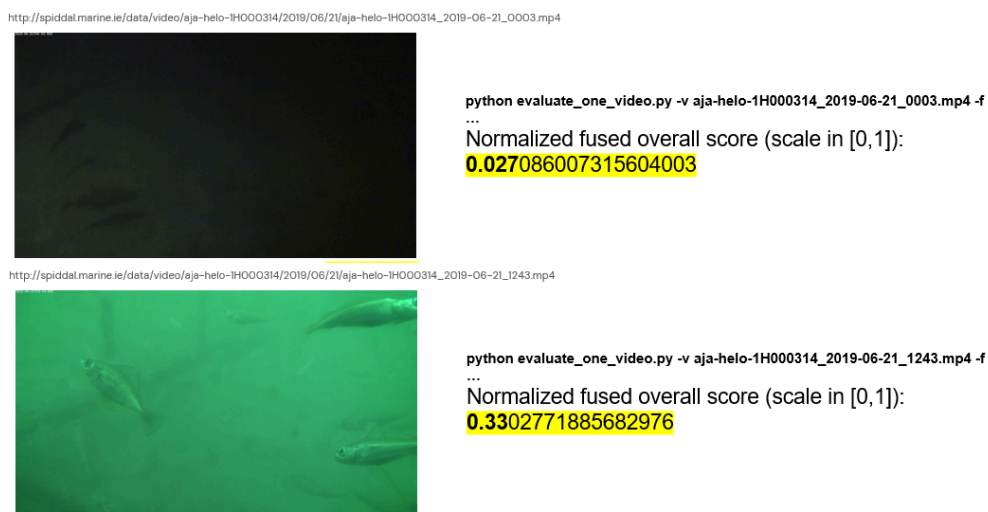 http://spiddal.marine.ie/data/video/aja-helo-1H000314/2019/06/21/aja-helo-1H000314_2019-06-21_0003.mp4
python evaluate_one_video.py -v aja-helo-1H000314_2019-06-21_0003.mp4 -f
...
Normalized fused overall score (scale in [0,1]):
0.027086007315604003
http://spiddal.marine.ie/data/video/aja-helo-1H000314/2019/06/21/aja-helo-1H000314_2019-06-21_1243.mp4
python evaluate_one_video.py -v aja-helo-1H000314_2019-06-21_1243.mp4 -f
...
Normalized fused overall score (scale in [0,1]):
0.3302771885682976